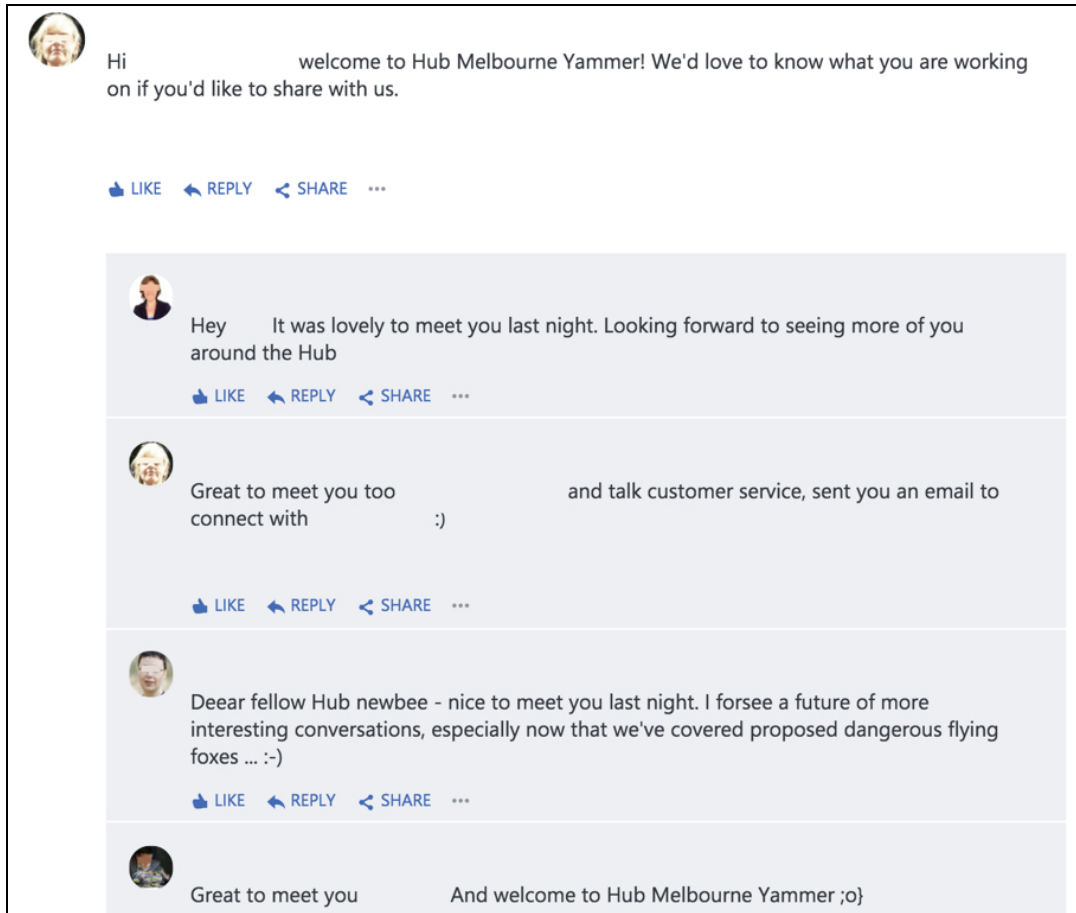 Hi welcome to Hub Melbourne Yammer! We'd love to know what you are working
on if you'd like to share with us.
LIKE REPLY SHARE ...
Hey It was lovely to meet you last night. Looking forward to seeing more of you
around the Hub
LIKE REPLY SHARE ...
Great to meet you too and talk customer service, sent you an email to
connect with :)
LIKE REPLY SHARE ...
Deear fellow Hub newbee - nice to meet you last night. I forsee a future of more
interesting conversations, especially now that we've covered proposed dangerous flying
foxes ... :-)
LIKE REPLY SHARE ...
Great to meet you And welcome to Hub Melbourne Yammer ;o}